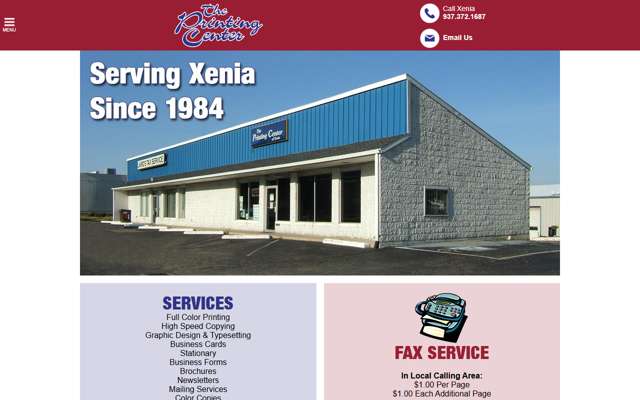 MENU
The
Printing
Center
Call Xenia
937.372.1687
Email Us
Serving Xenia
Since 1984
TAX SERVICE
The
Printing Center
SERVICES
Full Color Printing
High Speed Copying
Graphic Design & Typesetting
Business Cards
Stationary
Business Forms
Brochures
Newsletters
Mailing Services
Color Copies
FAX SERVICE
In Local Calling Area:
$1.00 Per Page
$1.00 Each Additional Page